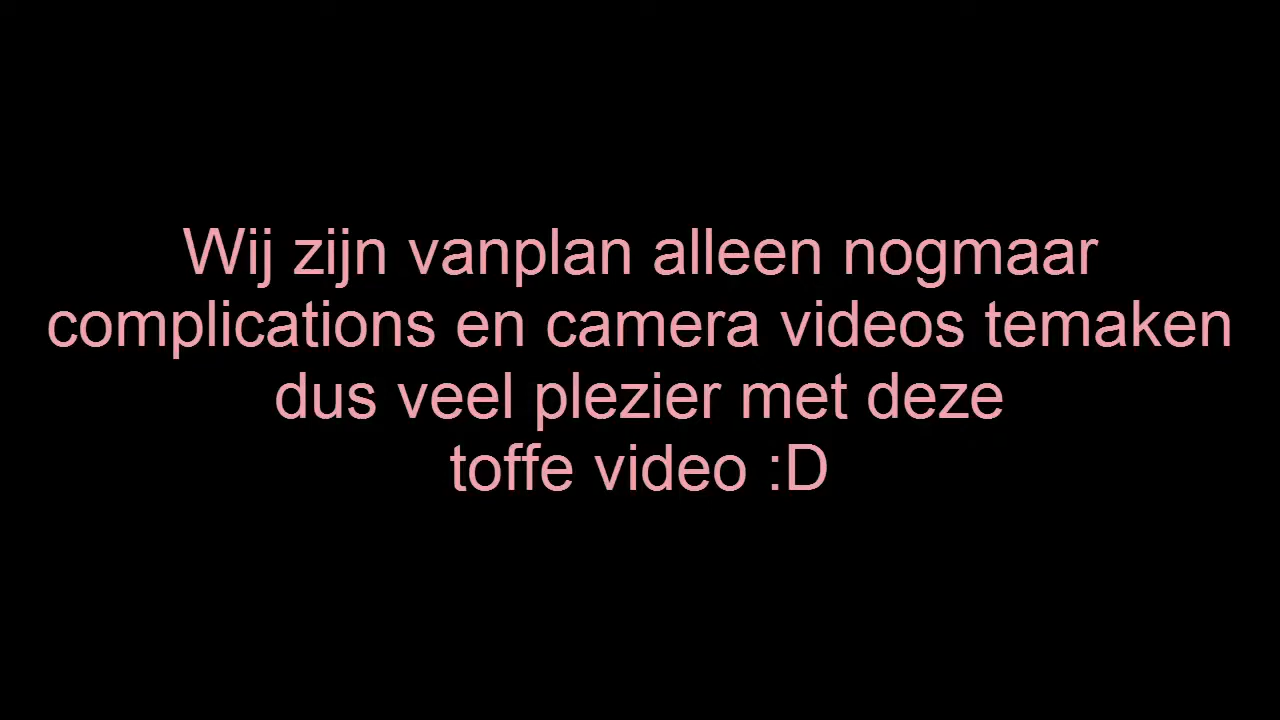 Wij zijn vanplan alleen nogmaar
complications en camera videos temaken
dus veel plezier met deze
toffe video :D